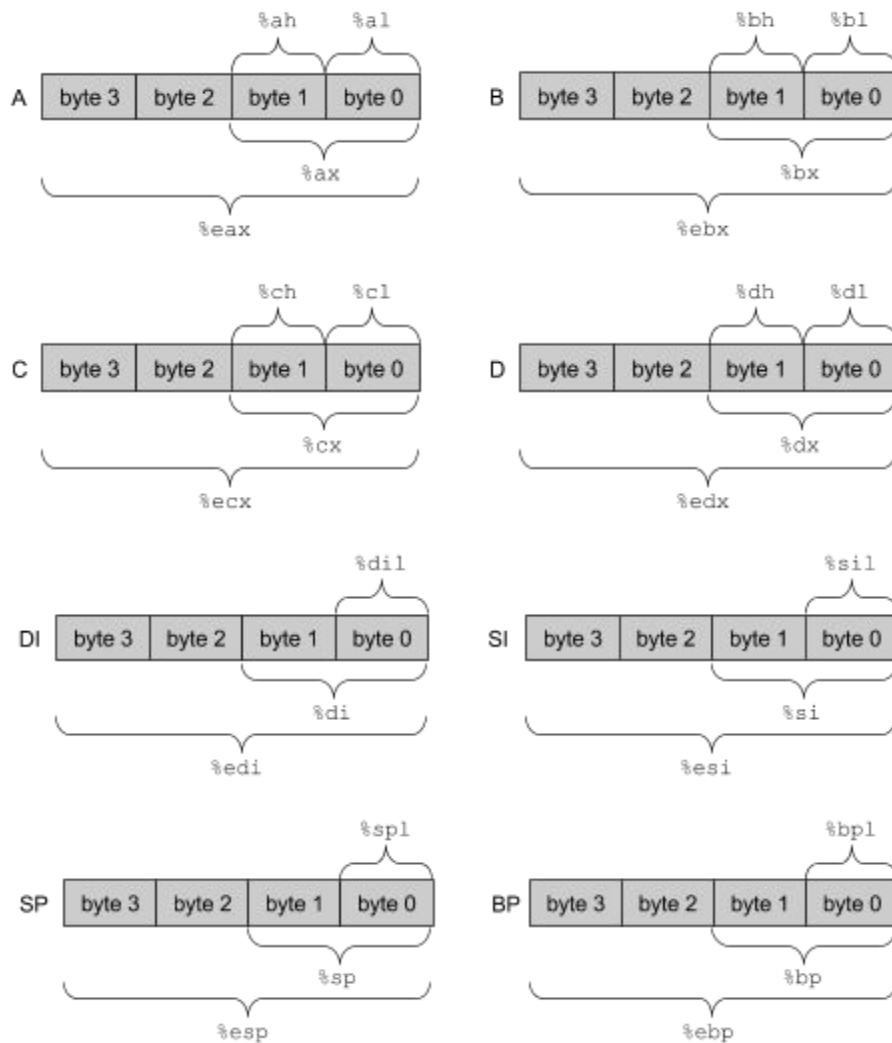 %ah %al %bh %bl
A byte 3 byte 2 byte 1 byte 0 B byte 3 byte 2 byte 1 byte 0
%ax %bx
%eax %ebx
%ch %cl %dh %dl
C byte 3 byte 2 byte 1 byte 0 D byte 3 byte 2 byte 1 byte 0
%cx %dx
%ecx %edx
%dil %sil
DI byte 3 byte 2 byte 1 byte 0 SI byte 3 byte 2 byte 1 byte 0
%di %si
%edi %esi
%spl %bpl
SP byte 3 byte 2 byte 1 byte 0 BP byte 3 byte 2 byte 1 byte 0
%sp %bp
%esp %ebp